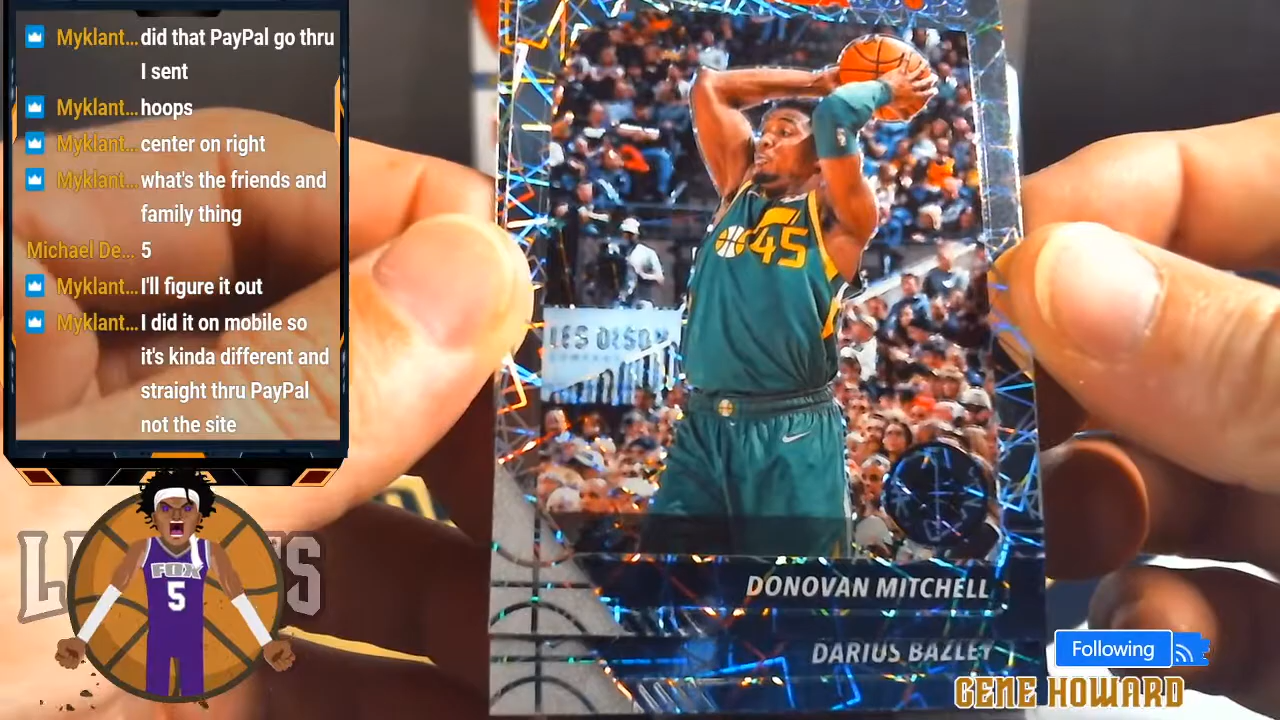 Myklant... did that PayPal go thru
I sent
Myklant... hoops
Myklant... center on right
Myklant... what's the friends and
family thing
Michael De... 5
Myklant... I'll figure it out
Myklant... I did it on mobile so
it's kinda different and
straight thru PayPal
not the site
45
DONOVAN MITCHELL
DARIUS BAZLEY
FOX
5
Following
GENE HOWARD